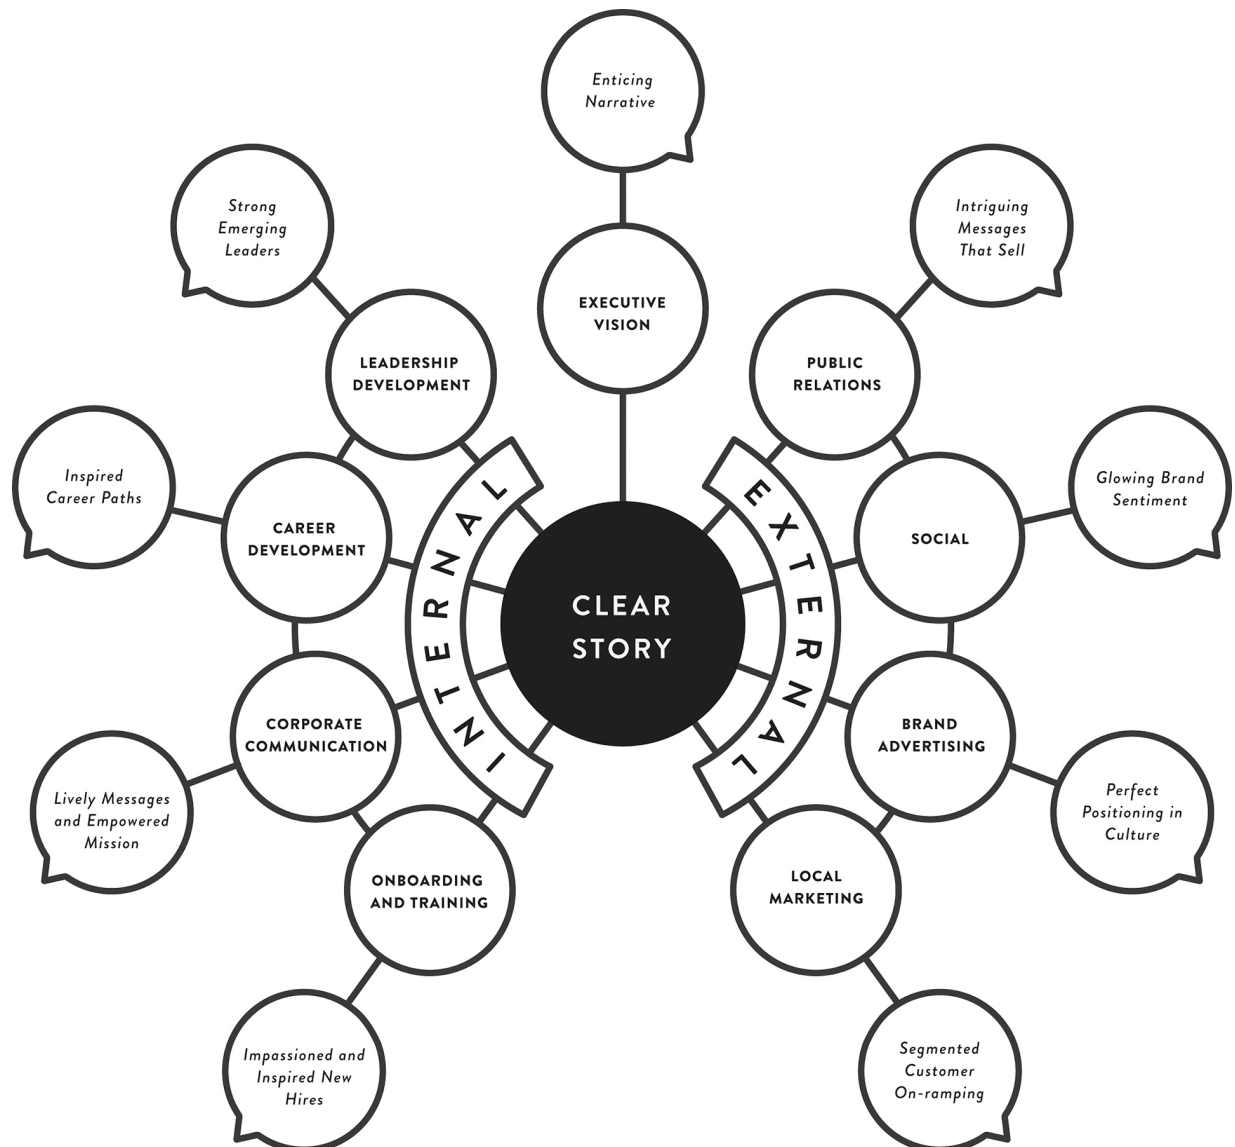 Enticing
Narrative
EXECUTIVE
VISION
Strong
Emerging
Leaders
LEADERSHIP
DEVELOPMENT
Inspired
Career Paths
CAREER
DEVELOPMENT
Lively Messages
and Empowered
Mission
CORPORATE
COMMUNICATION
Impassioned and
Inspired New
Hires
ONBOARDING
AND TRAINING
INTERNAL
CLEAR
STORY
EXTERNAL
Intriguing
Messages
That Sell
PUBLIC
RELATIONS
Glowing Brand
Sentiment
SOCIAL
Perfect
Positioning in
Culture
BRAND
ADVERTISING
Segmented
Customer
On-ramping
LOCAL
MARKETING